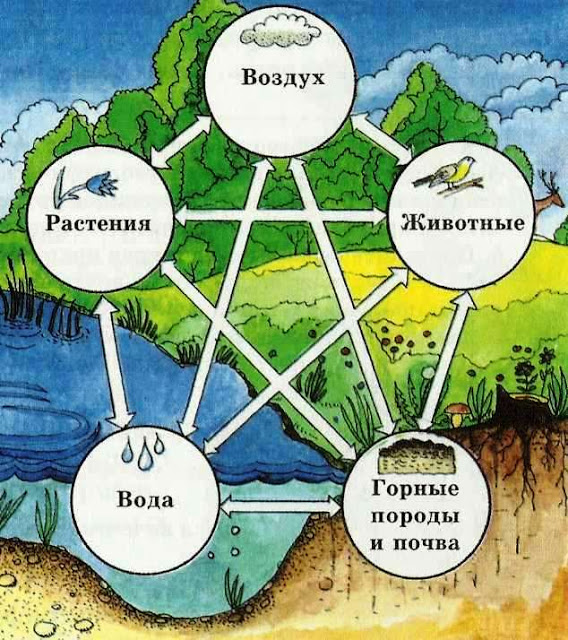 Воздух
Растения
Животные
Вода
Горные
породы
и почва